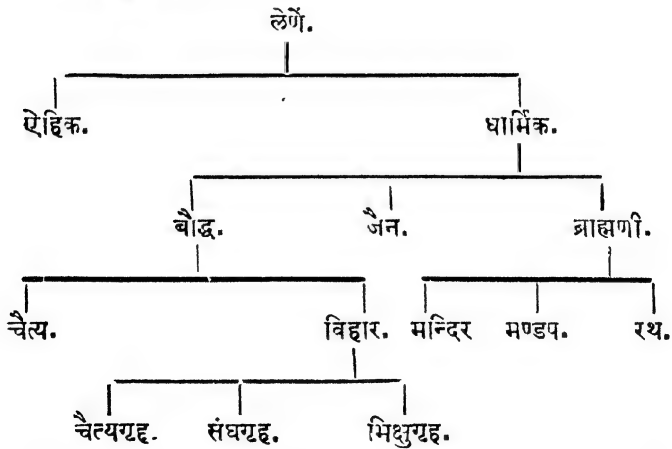 लेणें.
ऐहिक. धार्मिक.
बौद्ध. जैन. ब्राह्मणी.
चैत्य. विहार. मन्दिर मण्डप. रथ.
चैत्यगृह. संघगृह. भिक्षुगृह.